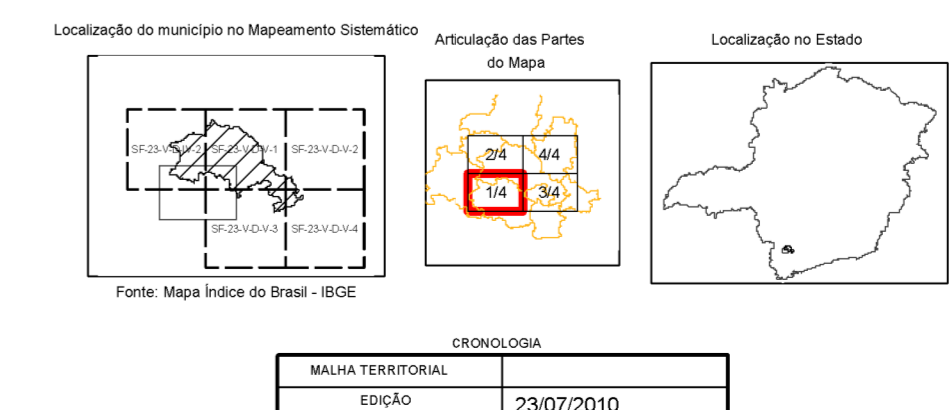 Localização do município no Mapeamento Sistemático
Articulação das Partes
do Mapa
Localização no Estado
SF-23-V-D-IV-2
SF-23-V-D-V-1
SF-23-V-D-V-2
SF-23-V-D-V-3
SF-23-V-D-V-4
2/4
4/4
1/4
3/4
Fonte: Mapa Índice do Brasil - IBGE
CRONOLOGIA
MALHA TERRITORIAL
EDIÇÃO
23/07/2010